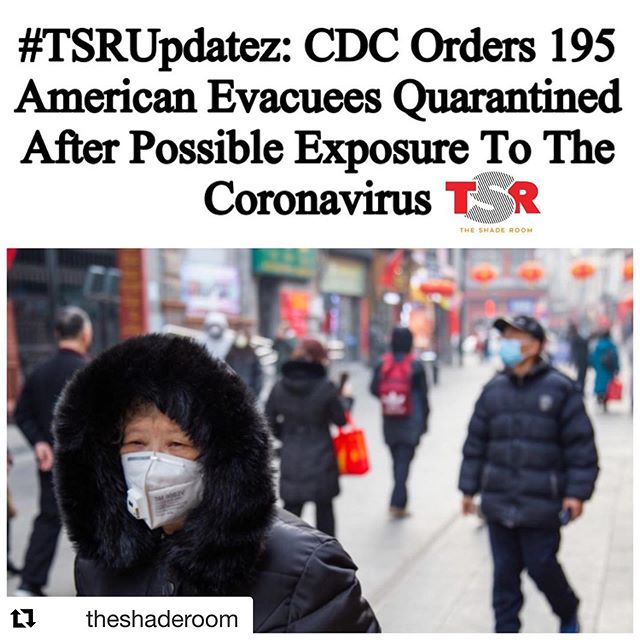 #TSRUpdatez: CDC Orders 195
American Evacuees Quarantined
After Possible Exposure To The
Coronavirus TSR
THE SHADE ROOM
theshaderoom